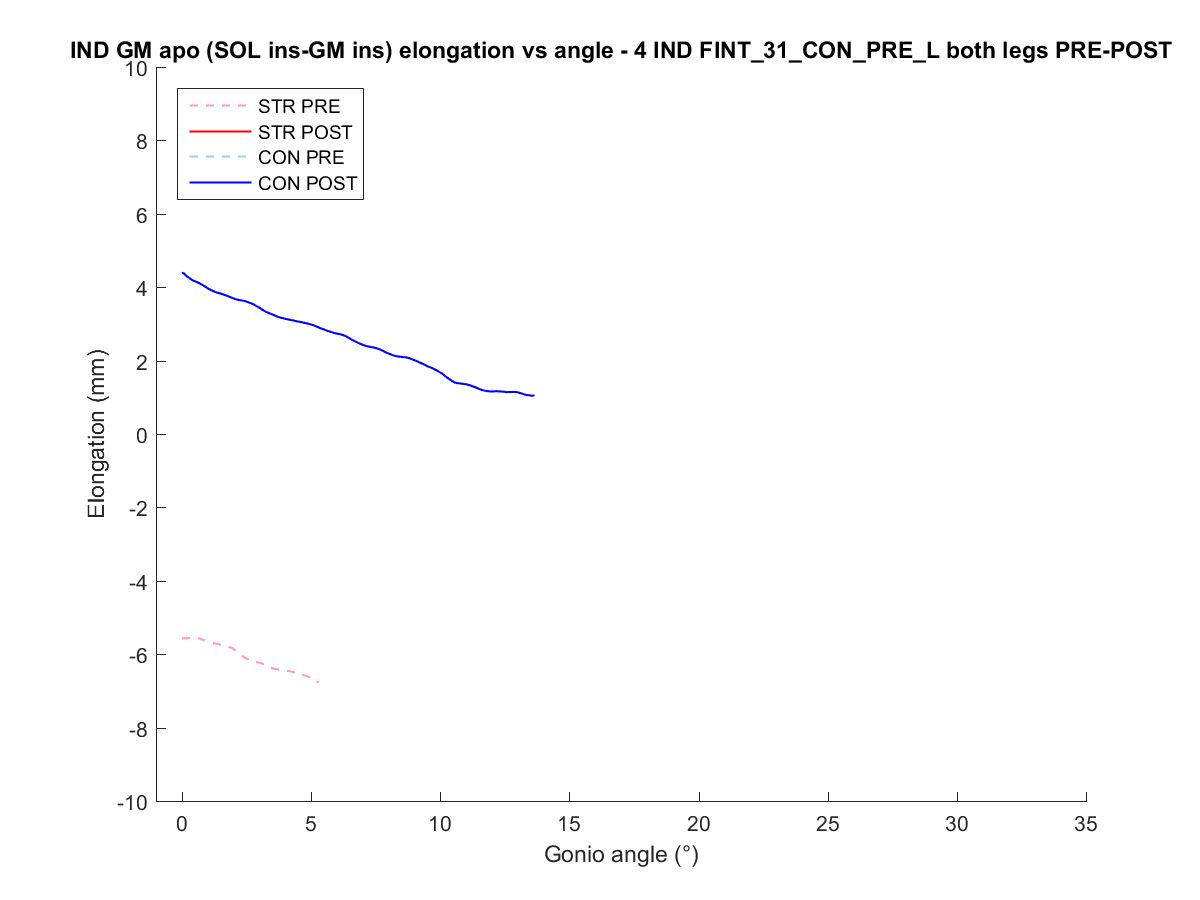 IND GM apo (SOL ins-GM ins) elongation vs angle - 4 IND FINT_31_CON_PRE_L both legs PRE-POST
STR PRE
STR POST
CON PRE
CON POST
10
8
6
4
2
0
-2
-4
-6
-8
-10
Elongation (mm)
0 5 10 15 20 25 30 35
Gonio angle (°)